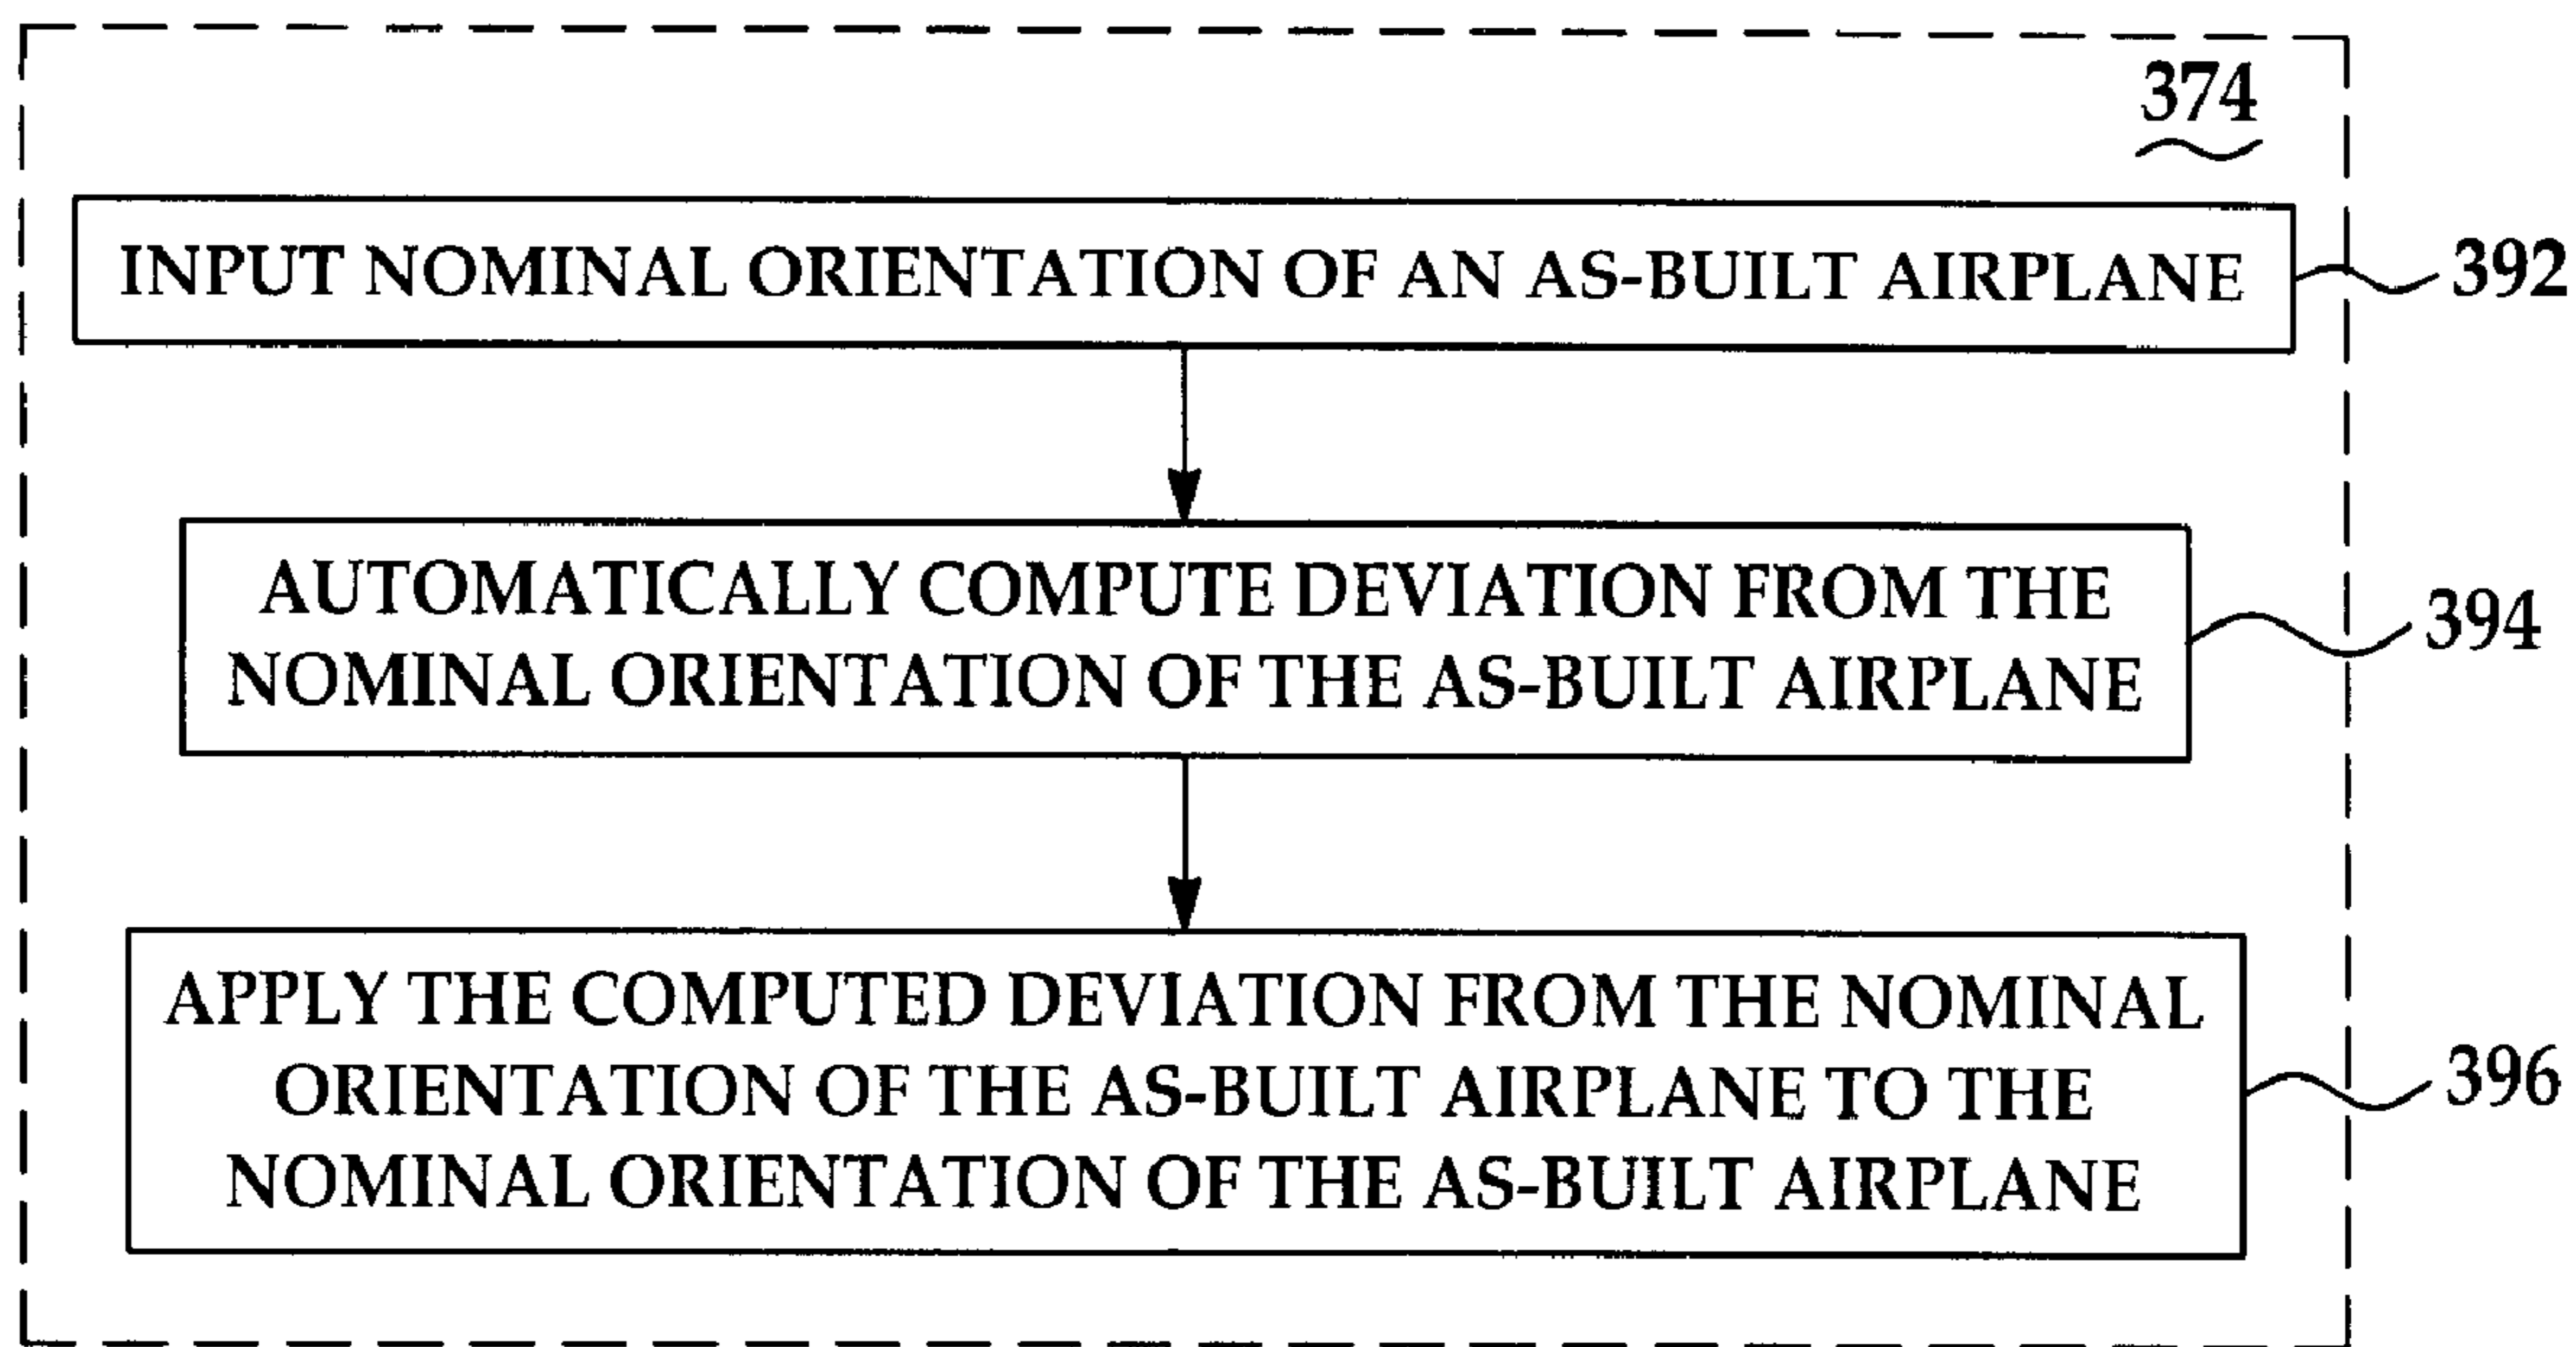 374
INPUT NOMINAL ORIENTATION OF AN AS-BUILT AIRPLANE
392
AUTOMATICALLY COMPUTE DEVIATION FROM THE
NOMINAL ORIENTATION OF THE AS-BUILT AIRPLANE
394
APPLY THE COMPUTED DEVIATION FROM THE NOMINAL
ORIENTATION OF THE AS-BUILT AIRPLANE TO THE
NOMINAL ORIENTATION OF THE AS-BUILT AIRPLANE
396